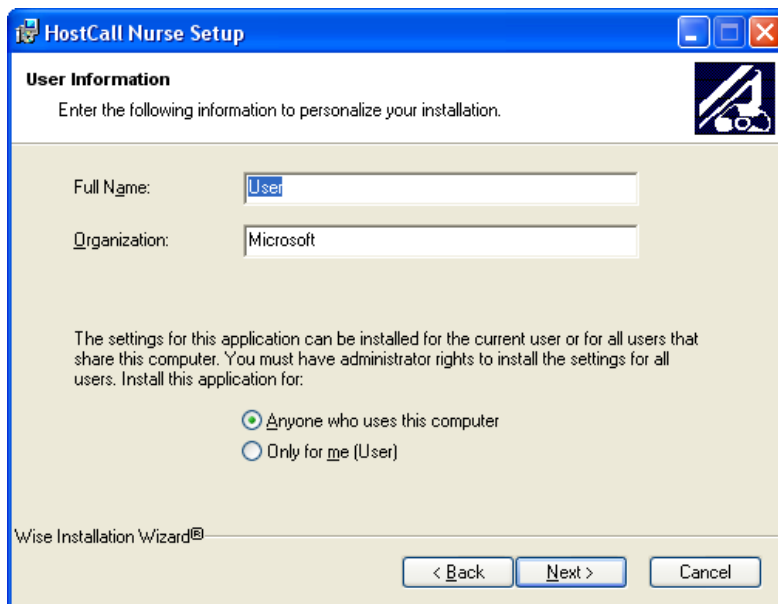 HostCall Nurse Setup
User Information
Enter the following information to personalize your installation.
Full Name:
User
Organization:
Microsoft
The settings for this application can be installed for the current user or for all users that
share this computer. You must have administrator rights to install the settings for all
users. Install this application for:
Anyone who uses this computer
Only for me (User)
Wise Installation Wizard®
< Back
Next >
Cancel